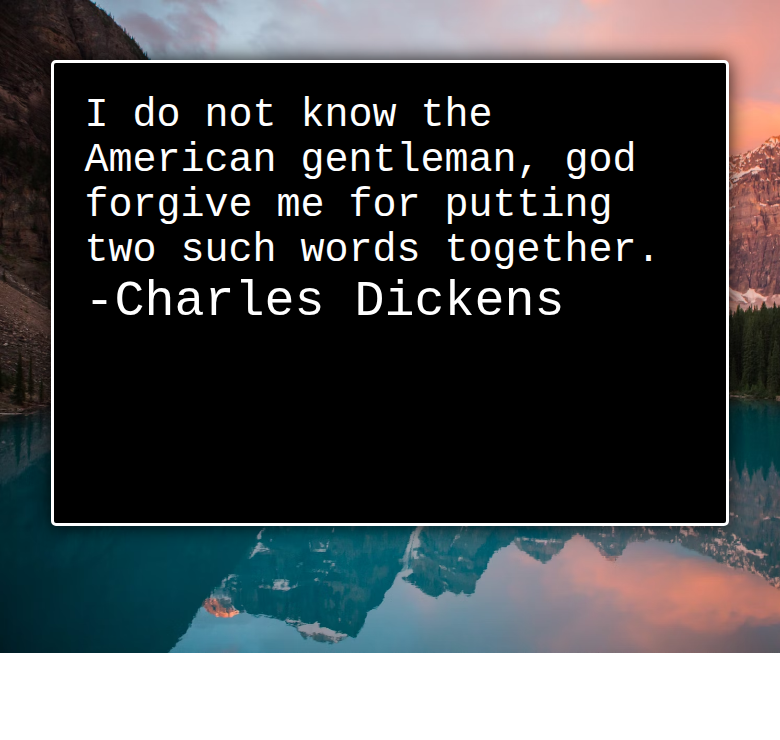 I do not know the
American gentleman, god
forgive me for putting
two such words together.
-Charles Dickens